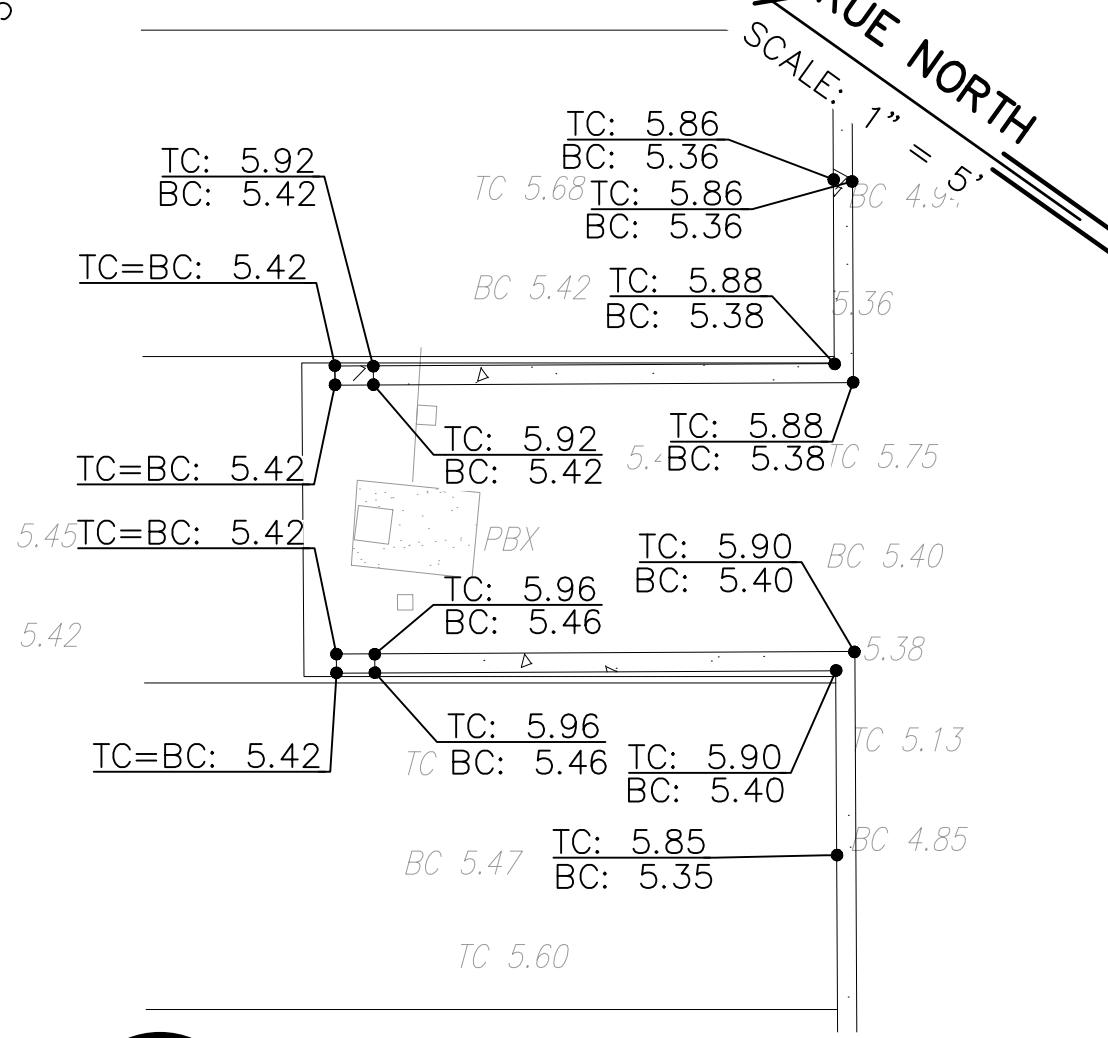 TRUE NORTH
SCALE: 1" = 5'
TC: 5.86
BC: 5.36
TC: 5.92
BC: 5.42
TC 5.68
TC: 5.86
BC: 5.36
BC
TC=BC: 5.42
BC 5.42
TC: 5.88
BC: 5.38
5.36
TC: 5.92
BC: 5.42
TC: 5.88
BC: 5.38
TC 5.75
TC=BC: 5.42
5.45
TC=BC: 5.42
PBX
TC: 5.90
BC: 5.40
BC 5.40
TC: 5.96
BC: 5.46
5.42
5.38
TC: 5.96
BC: 5.46
TC
TC=BC: 5.42
TC: 5.90
BC: 5.40
TC 5.13
TC: 5.85
BC: 5.35
BC 4.85
BC 5.47
TC 5.60